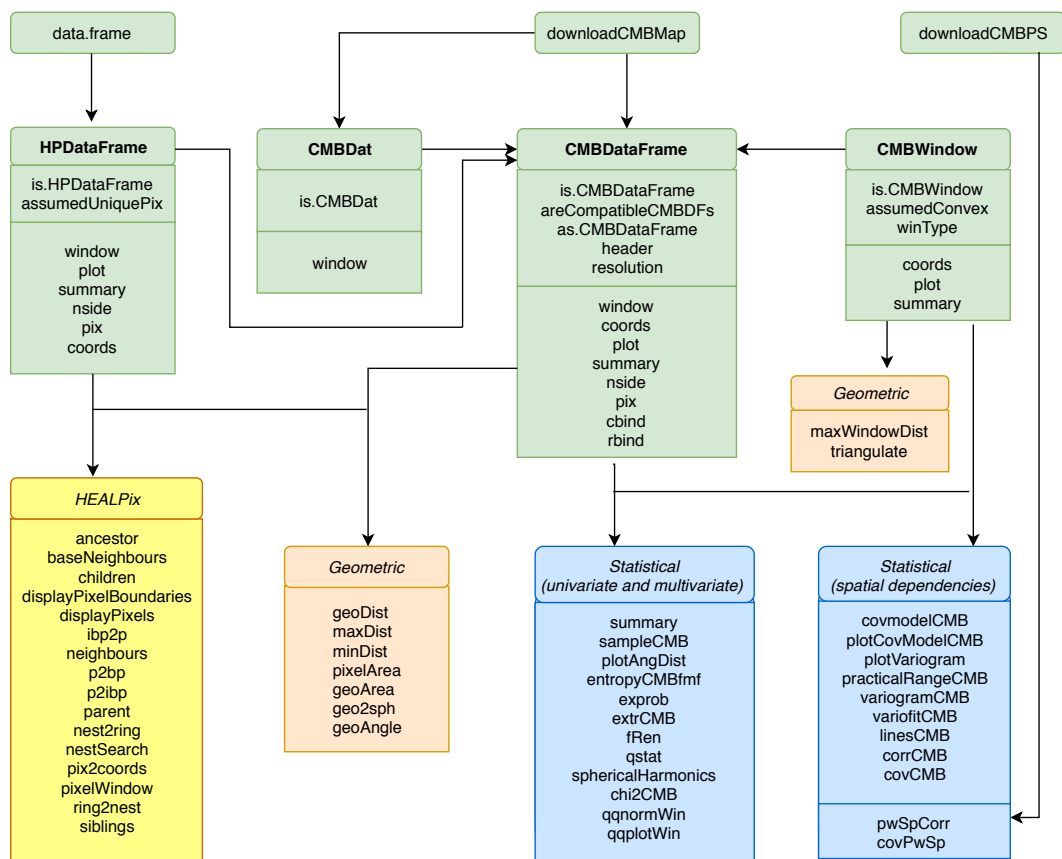 data.frame
downloadCMBMap
downloadCMBPS
HPDataFrame
is.HPDataFrame
assumedUniquePix
window
plot
summary
nside
pix
coords
CMBDat
is.CMBDat
window
CMBDataFrame
is.CMBDataFrame
areCompatibleCMBDFs
as.CMBDataFrame
header
resolution
window
coords
plot
summary
nside
pix
cbind
rbind
CMBWindow
is.CMBWindow
assumedConvex
winType
coords
plot
summary
Geometric
maxWindowDist
triangulate
HEALPix
ancestor
baseNeighbours
children
displayPixelBoundaries
displayPixels
ibp2p
neighbours
p2bp
p2ibp
parent
nest2ring
nestSearch
pix2coords
pixelWindow
ring2nest
siblings
Geometric
geoDist
maxDist
minDist
pixelArea
geoArea
geo2sph
geoAngle
Statistical
(univariate and multivariate)
summary
sampleCMB
plotAngDist
entropyCMBfmf
exprob
extrCMB
fRen
qstat
sphericalHarmonics
chi2CMB
qqnormWin
qqplotWin
Statistical
(spatial dependencies)
covmodelCMB
plotCovModelCMB
plotVariogram
practicalRangeCMB
variogramCMB
variofitCMB
linesCMB
corrCMB
covCMB
pwSpCorr
covPwSp